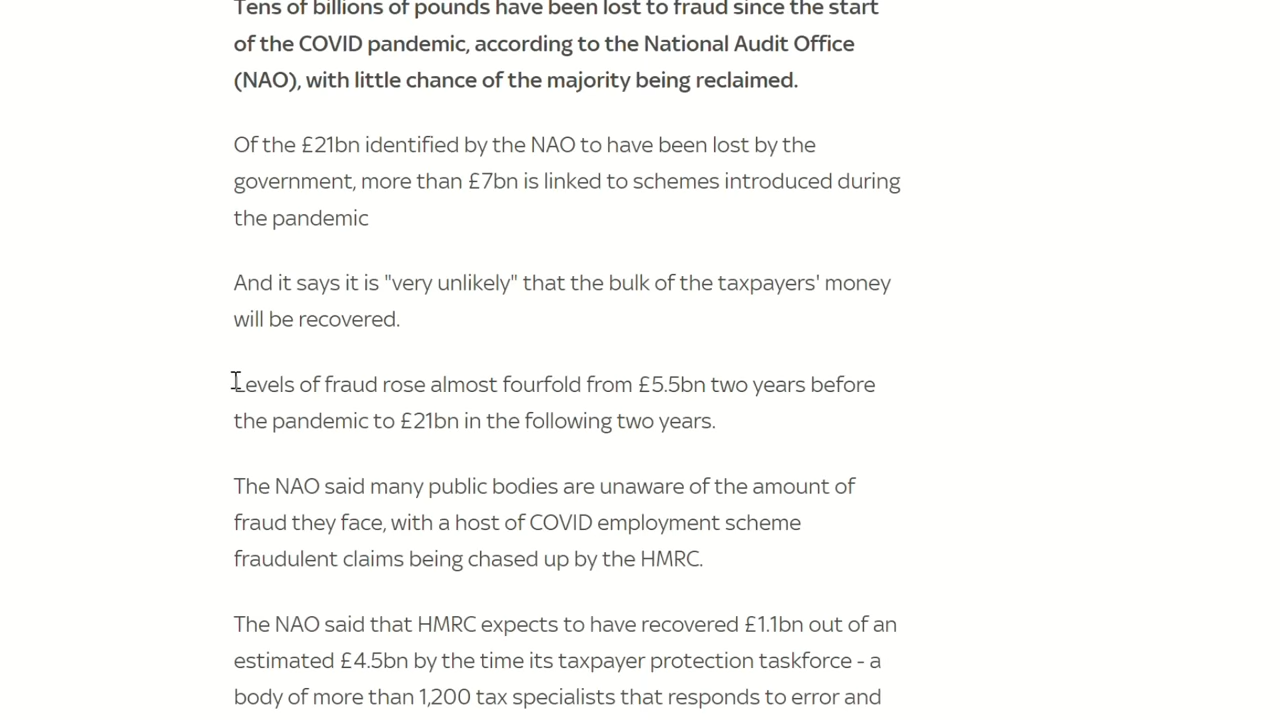 Tens of billions of pounds have been lost to fraud since the start
of the COVID pandemic, according to the National Audit Office
(NAO), with little chance of the majority being reclaimed.
Of the £21bn identified by the NAO to have been lost by the
government, more than £7bn is linked to schemes introduced during
the pandemic
And it says it is "very unlikely" that the bulk of the taxpayers' money
will be recovered.
Levels of fraud rose almost fourfold from £5.5bn two years before
the pandemic to £21bn in the following two years.
The NAO said many public bodies are unaware of the amount of
fraud they face, with a host of COVID employment scheme
fraudulent claims being chased up by the HMRC.
The NAO said that HMRC expects to have recovered £1.1bn out of an
estimated £4.5bn by the time its taxpayer protection taskforce - a
body of more than 1,200 tax specialists that responds to error and